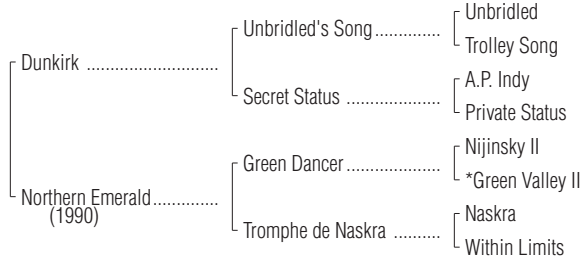 Unbridled
Unbridled's Song..............
Trolley Song
Dunkirk ............................
A.P. Indy
Secret Status ....................
Private Status
Nijinsky II
Green Dancer....................
*Green Valley II
Northern Emerald..............
(1990)
Naskra
Tromphe de Naskra ..........
Within Limits